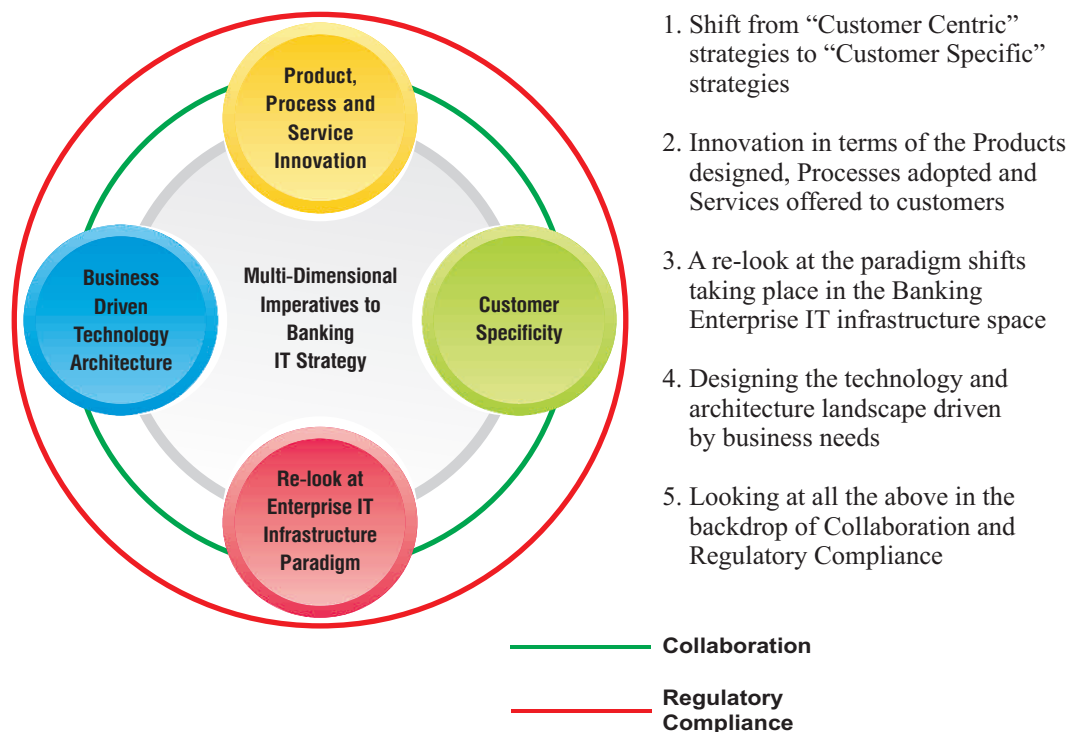 Product,
Process and
Service
Innovation
Business
Driven
Technology
Architecture
Multi-Dimensional
Imperatives to
Banking
IT Strategy
Customer
Specificity
Re-look at
Enterprise IT
Infrastructure
Paradigm
1. Shift from “Customer Centric”
strategies to “Customer Specific”
strategies
2. Innovation in terms of the Products
designed, Processes adopted and
Services offered to customers
3. A re-look at the paradigm shifts
taking place in the Banking
Enterprise IT infrastructure space
4. Designing the technology and
architecture landscape driven
by business needs
5. Looking at all the above in the
backdrop of Collaboration and
Regulatory Compliance
Collaboration
Regulatory
Compliance